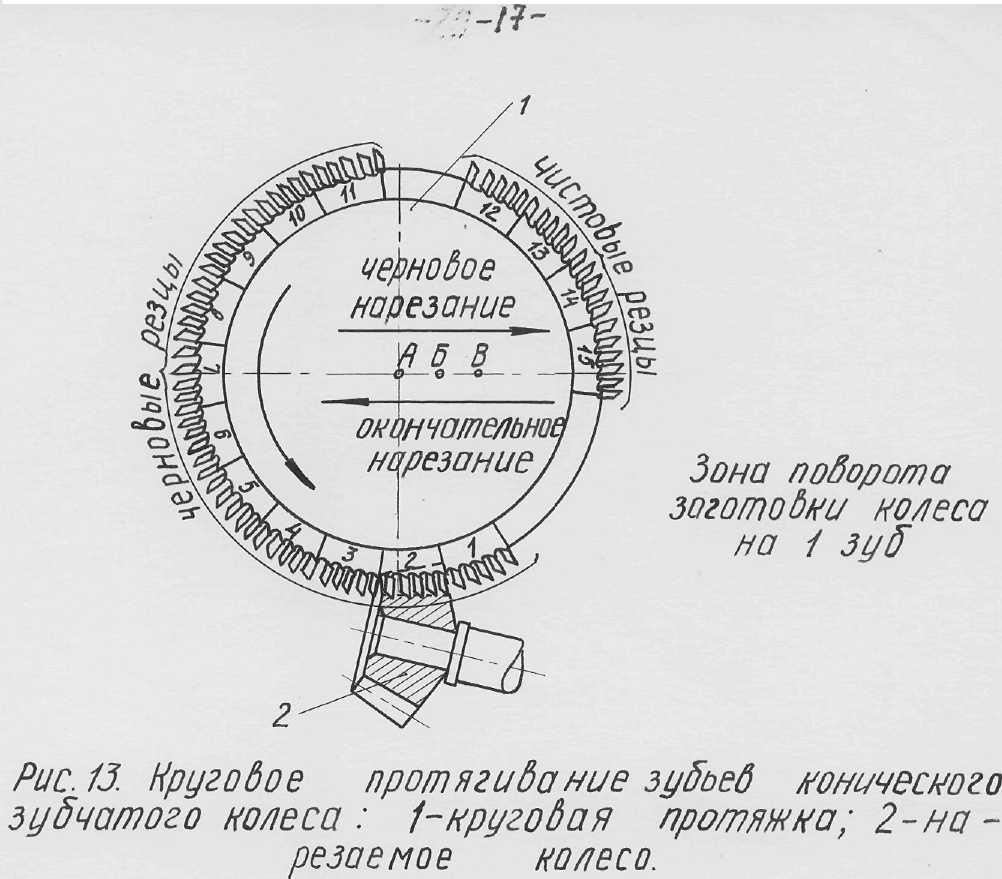 -17-
1
чистовые резцы
черновые резцы
11
10
9
8
7
6
5
4
3
2
1
12
13
14
15
черновое
нарезание
А Б В
окончательное
нарезание
Зона поворота
заготовки колеса
на 1 зуб
2
Рис. 13. Круговое протягивание зубьев конического
зубчатого колеса: 1-круговая протяжка; 2-на-
резаемое колесо.